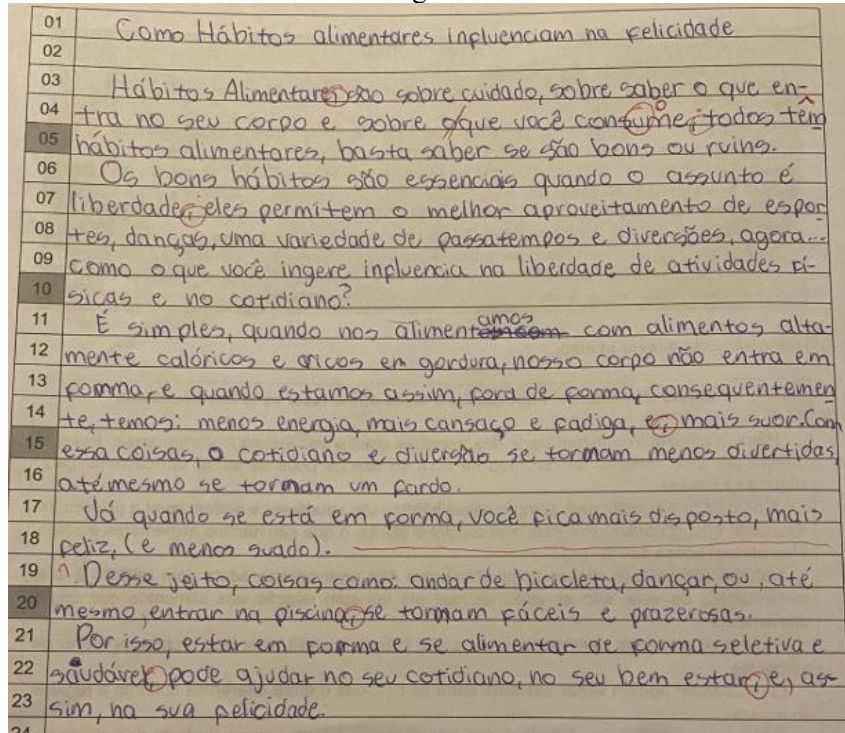 01 Como Hábitos alimentares influenciam na felicidade
02
03 Hábitos Alimentares são sobre cuidado, sobre saber o que en-
04 tra no seu corpo e sobre o que você consome, todos têm
05 hábitos alimentares, basta saber se são bons ou ruins.
06 Os bons hábitos são essenciais quando o assunto é
07 liberdade, eles permitem o melhor aproveitamento de espor
08 tes, danças, uma variedade de passatempos e diversões, agora...
09 como o que você ingere influencia na liberdade de atividades fí-
10 sicas e no cotidiano?
11 É simples, quando nos alimentamos com alimentos alta-
12 mente calóricos e ricos em gordura, nosso corpo não entra em
13 forma, e quando estamos assim, fora de forma, consequentemen
14 te, temos: menos energia, mais cansaço e fadiga, e, mais suor. Com
15 essa coisas, o cotidiano e diversão se tornam menos divertidas,
16 até mesmo se tornam um fardo.
17 Já quando se está em forma, você fica mais disposto, mais
18 feliz, (e menos suado).
19 Desse jeito, coisas como: andar de bicicleta, dançar, ou, até
20 mesmo, entrar na piscina, se tornam fáceis e prazerosas.
21 Por isso, estar em forma e se alimentar de forma seletiva e
22 saudável, pode ajudar no seu cotidiano, no seu bem estar, e, as-
23 sim, na sua felicidade.